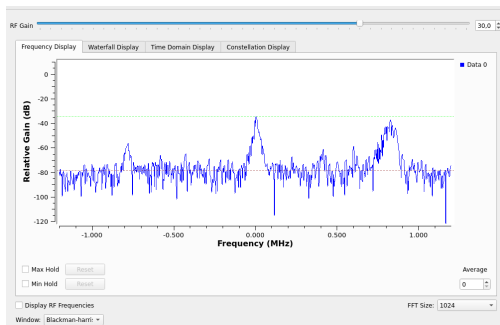 RF Gain 30,0
Frequency Display Waterfall Display Time Domain Display Constellation Display
Data 0
Relative Gain (dB)
0
-20
-40
-60
-80
-100
-120
-1.000 -0.500 0.000 0.500 1.000
Frequency (MHz)
Max Hold Reset
Min Hold Reset
Average
0
Display RF Frequencies
FFT Size: 1024
Window: Blackman-harris